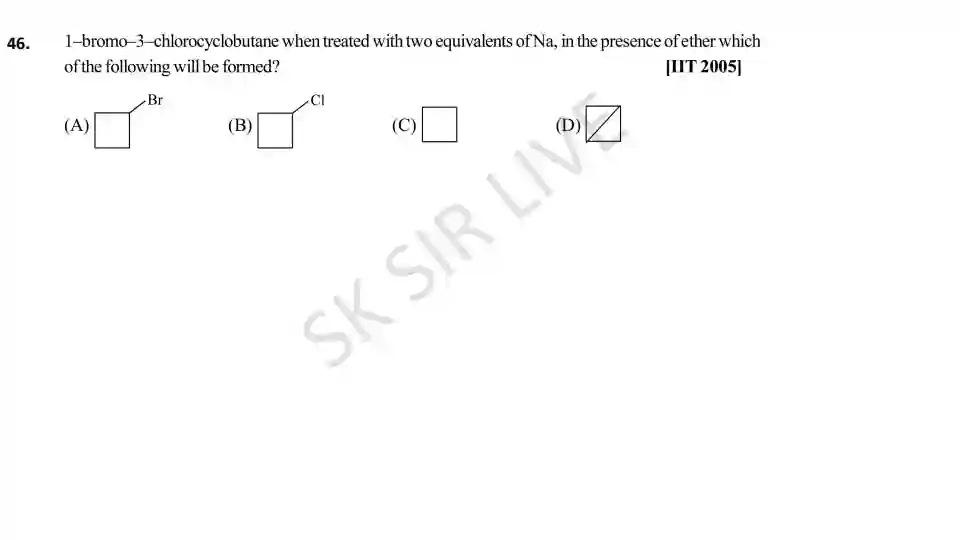 46. 1–bromo–3–chlorocyclobutane when treated with two equivalents of Na, in the presence of ether which
of the following will be formed? [IIT 2005]
Br Cl
(A) (B) (C) (D)
SK SIR LIVE